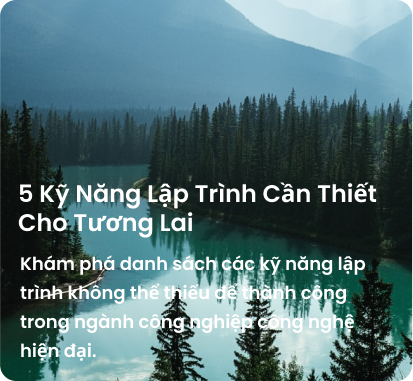 5 Kỹ Năng Lập Trình Cần Thiết
Cho Tương Lai
Khám phá danh sách các kỹ năng lập
trình không thể thiếu để thành công
trong ngành công nghiệp công nghệ
hiện đại.